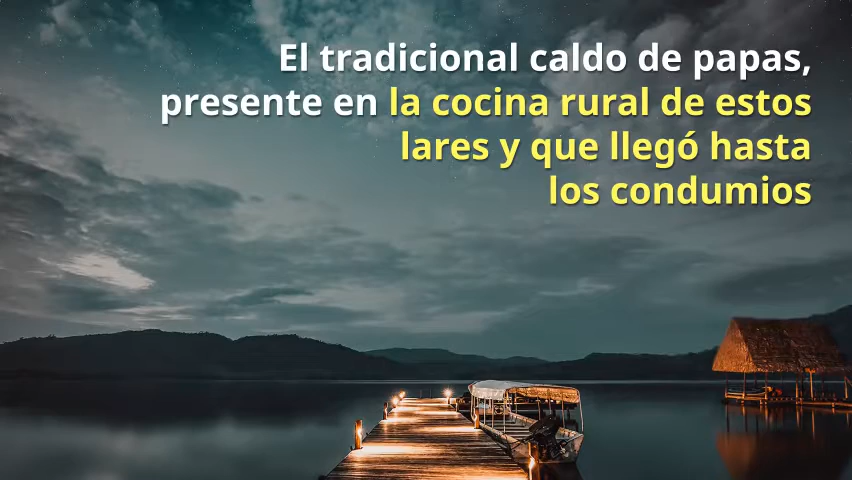 El tradicional caldo de papas,
presente en la cocina rural de estos
lares y que llegó hasta
los condumios